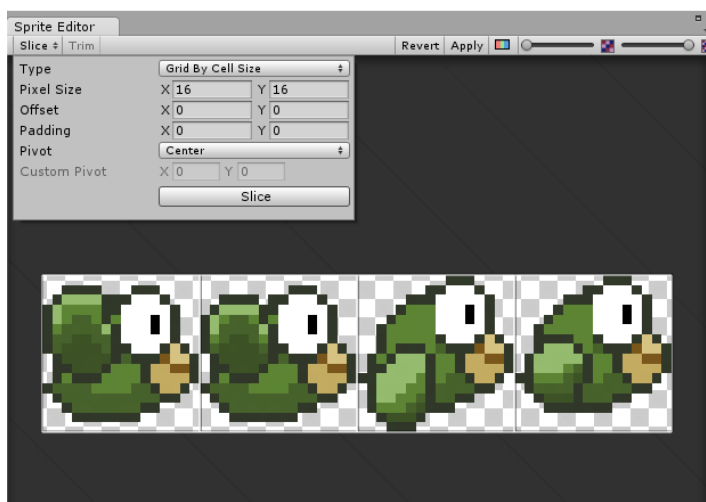 Sprite Editor
Slice Trim Revert Apply
Type Grid By Cell Size
Pixel Size X 16 Y 16
Offset X 0 Y 0
Padding X 0 Y 0
Pivot Center
Custom Pivot X 0 Y 0
Slice